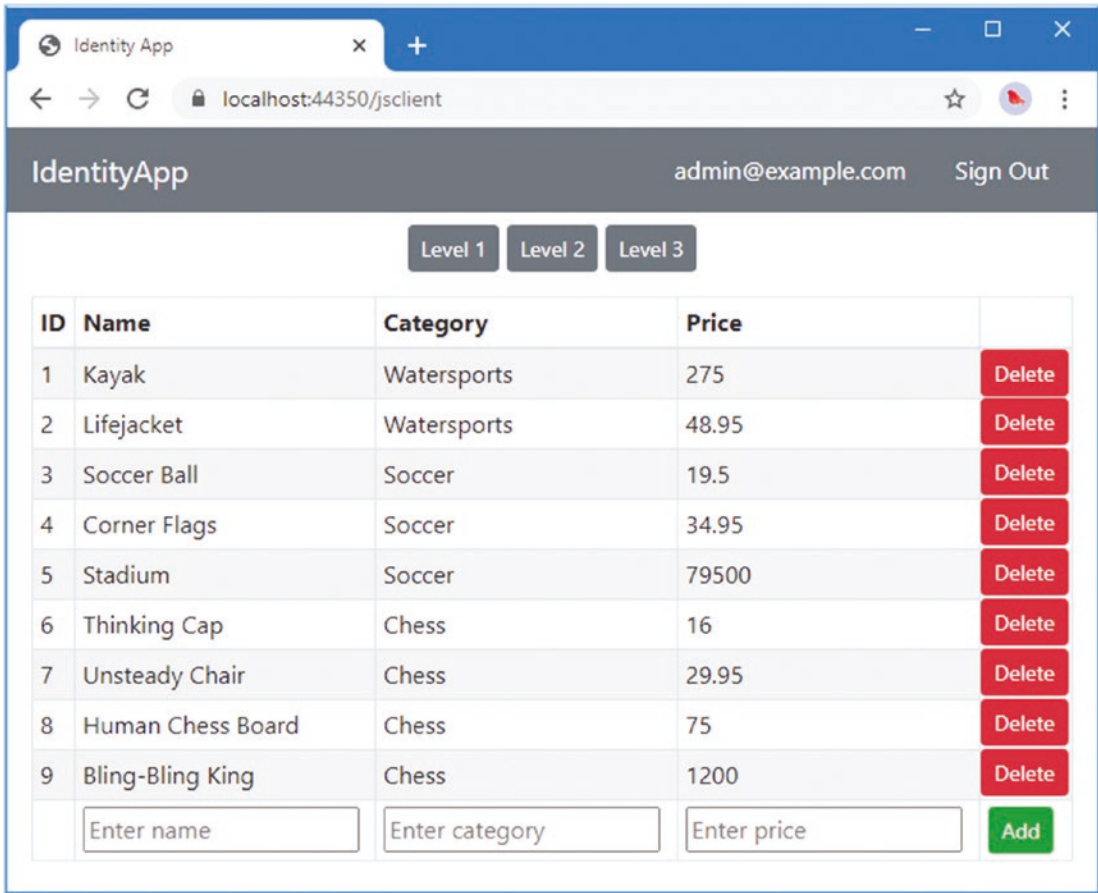 Identity App
localhost:44350/jsclient
IdentityApp admin@example.com Sign Out
Level 1 Level 2 Level 3
ID Name Category Price
1 Kayak Watersports 275 Delete
2 Lifejacket Watersports 48.95 Delete
3 Soccer Ball Soccer 19.5 Delete
4 Corner Flags Soccer 34.95 Delete
5 Stadium Soccer 79500 Delete
6 Thinking Cap Chess 16 Delete
7 Unsteady Chair Chess 29.95 Delete
8 Human Chess Board Chess 75 Delete
9 Bling-Bling King Chess 1200 Delete
Enter name Enter category Enter price Add